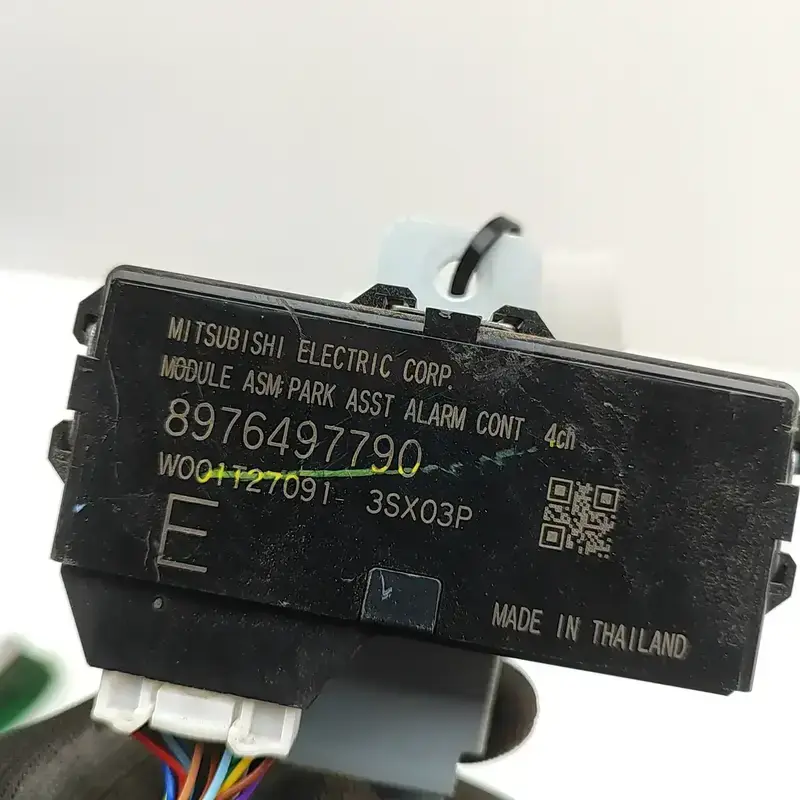 MITSUBISHI ELECTRIC CORP.
MODULE ASM;PARK ASST ALARM CONT 4ch
8976497790
W001T27091- 3SX03P
E
MADE IN THAILAND